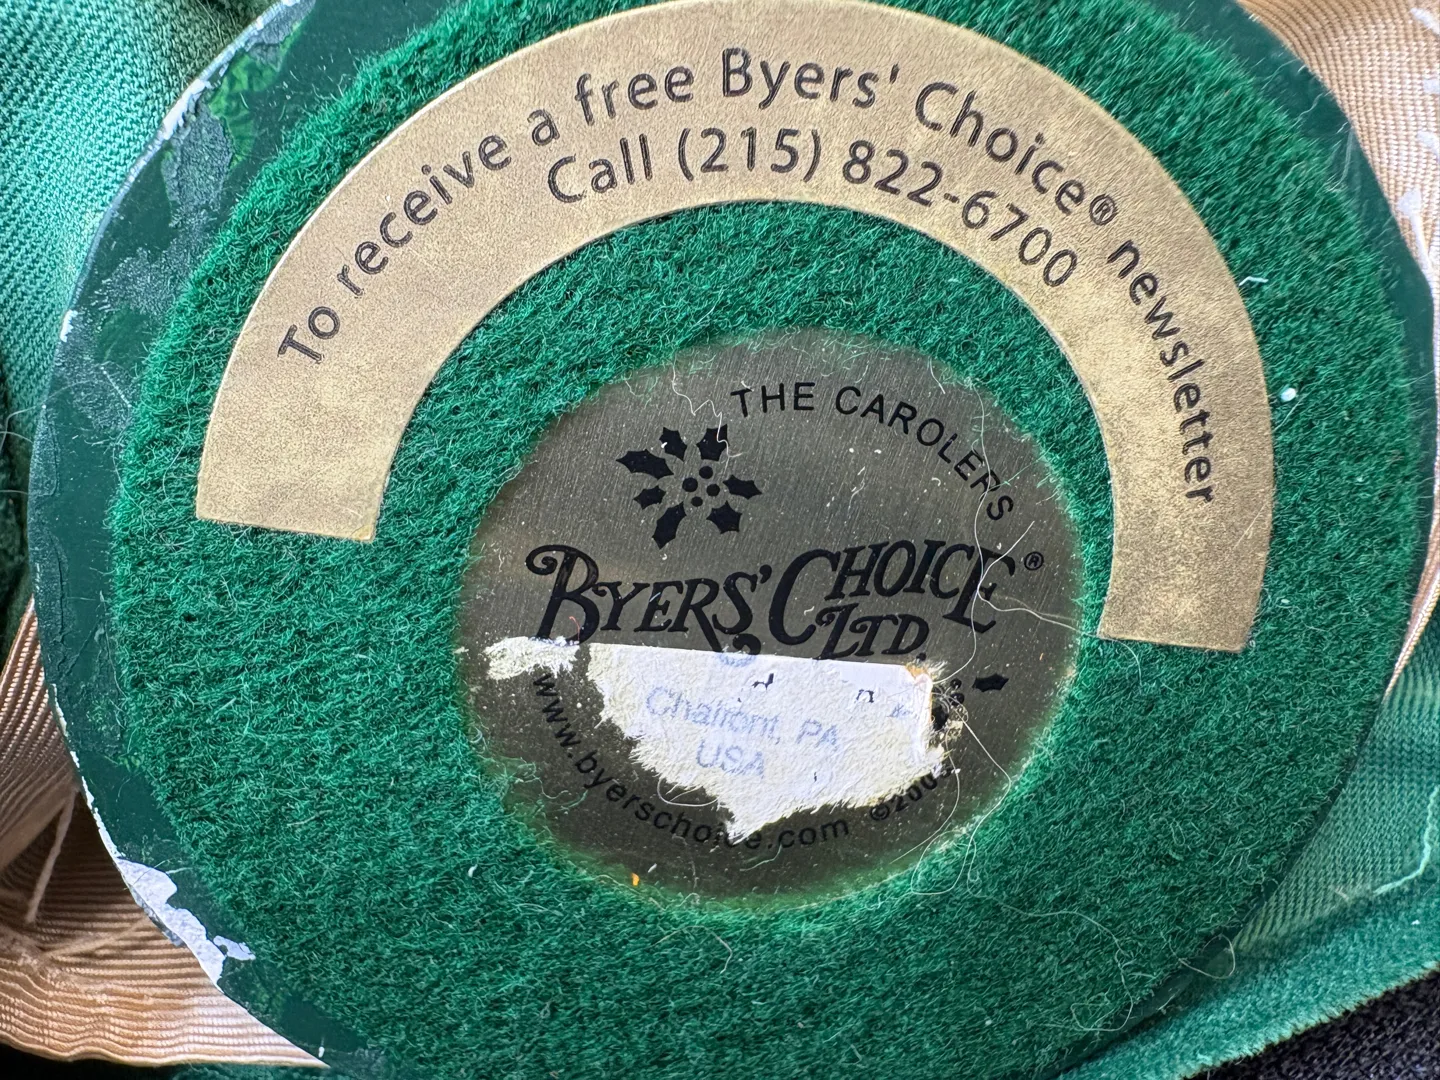 To receive a free Byers' Choice® newsletter
Call (215) 822-6700
THE CAROLERS
BYERS' CHOICE®
LTD.
Chalfont, PA
USA
www.byerschoice.com